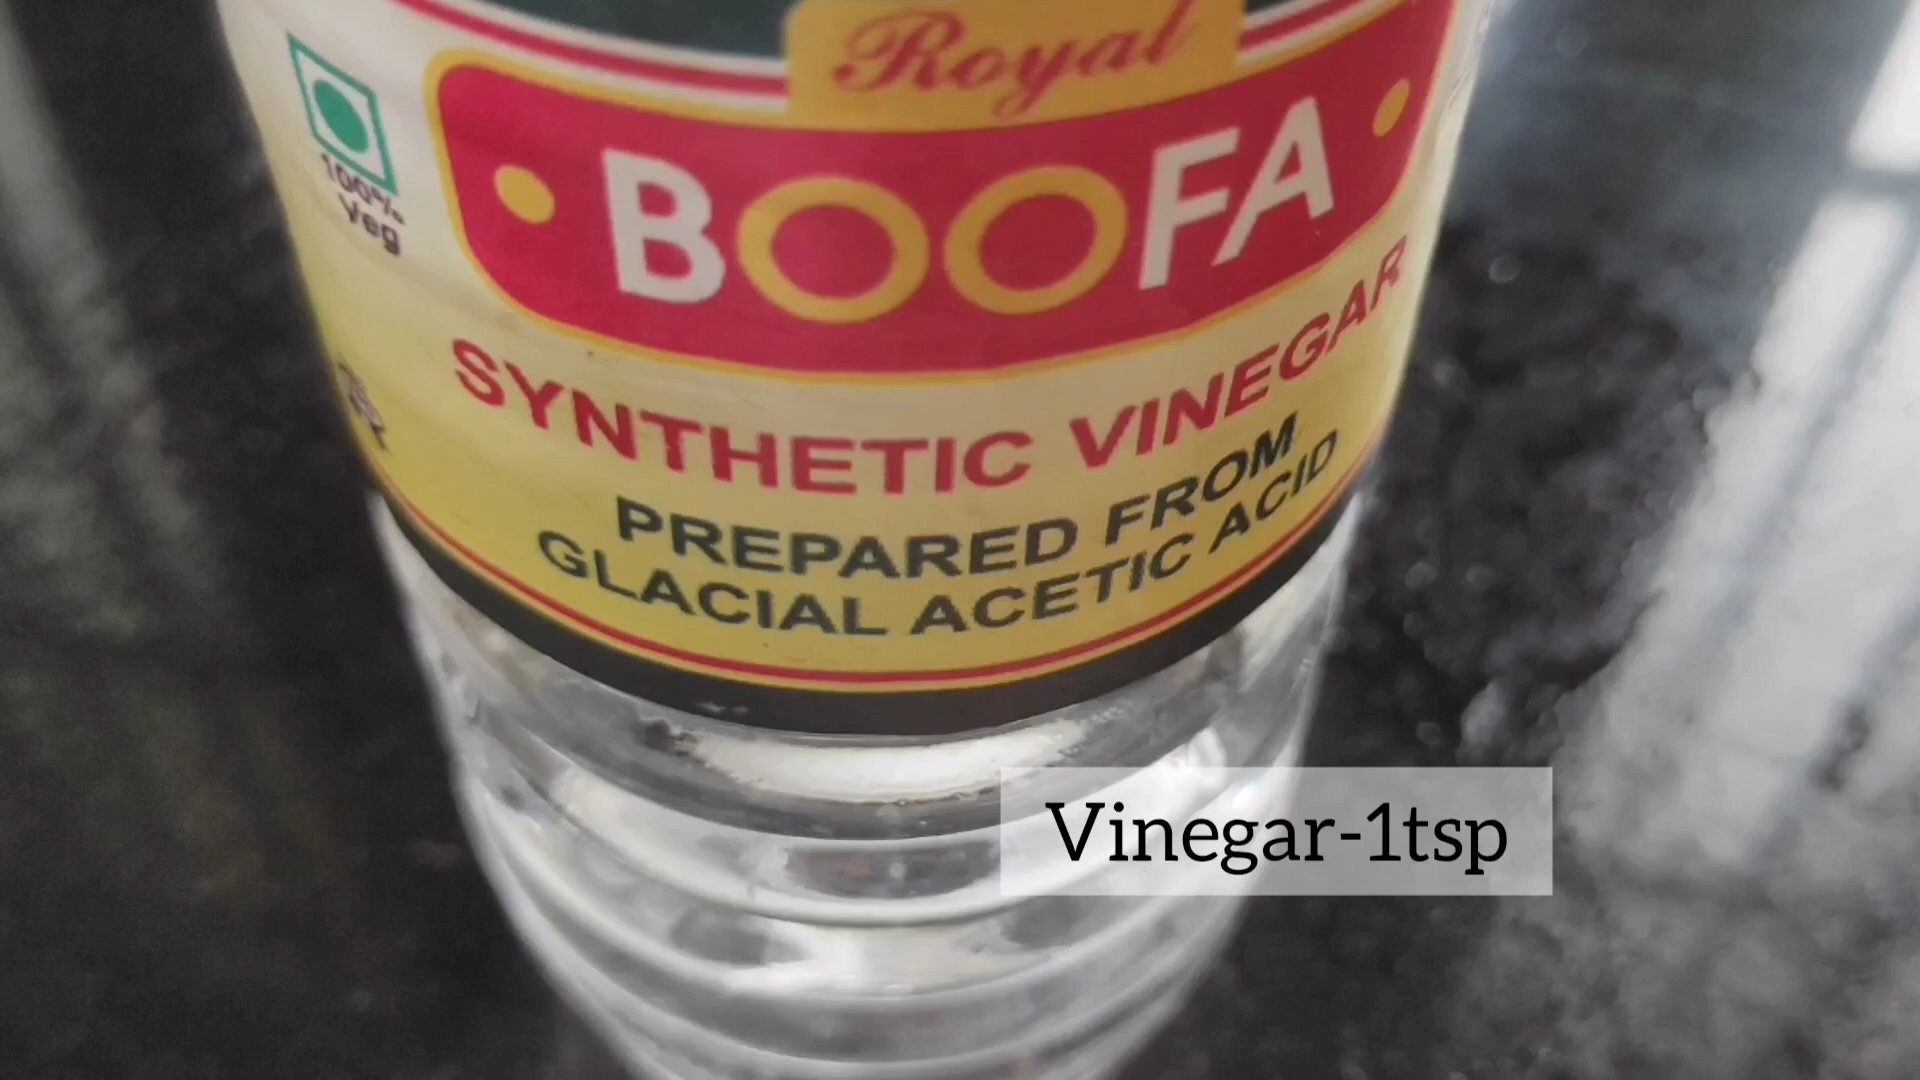 Royal
BOOFA
100%
Veg
SYNTHETIC VINEGAR
PREPARED FROM
GLACIAL ACETIC ACID
Vinegar-1tsp